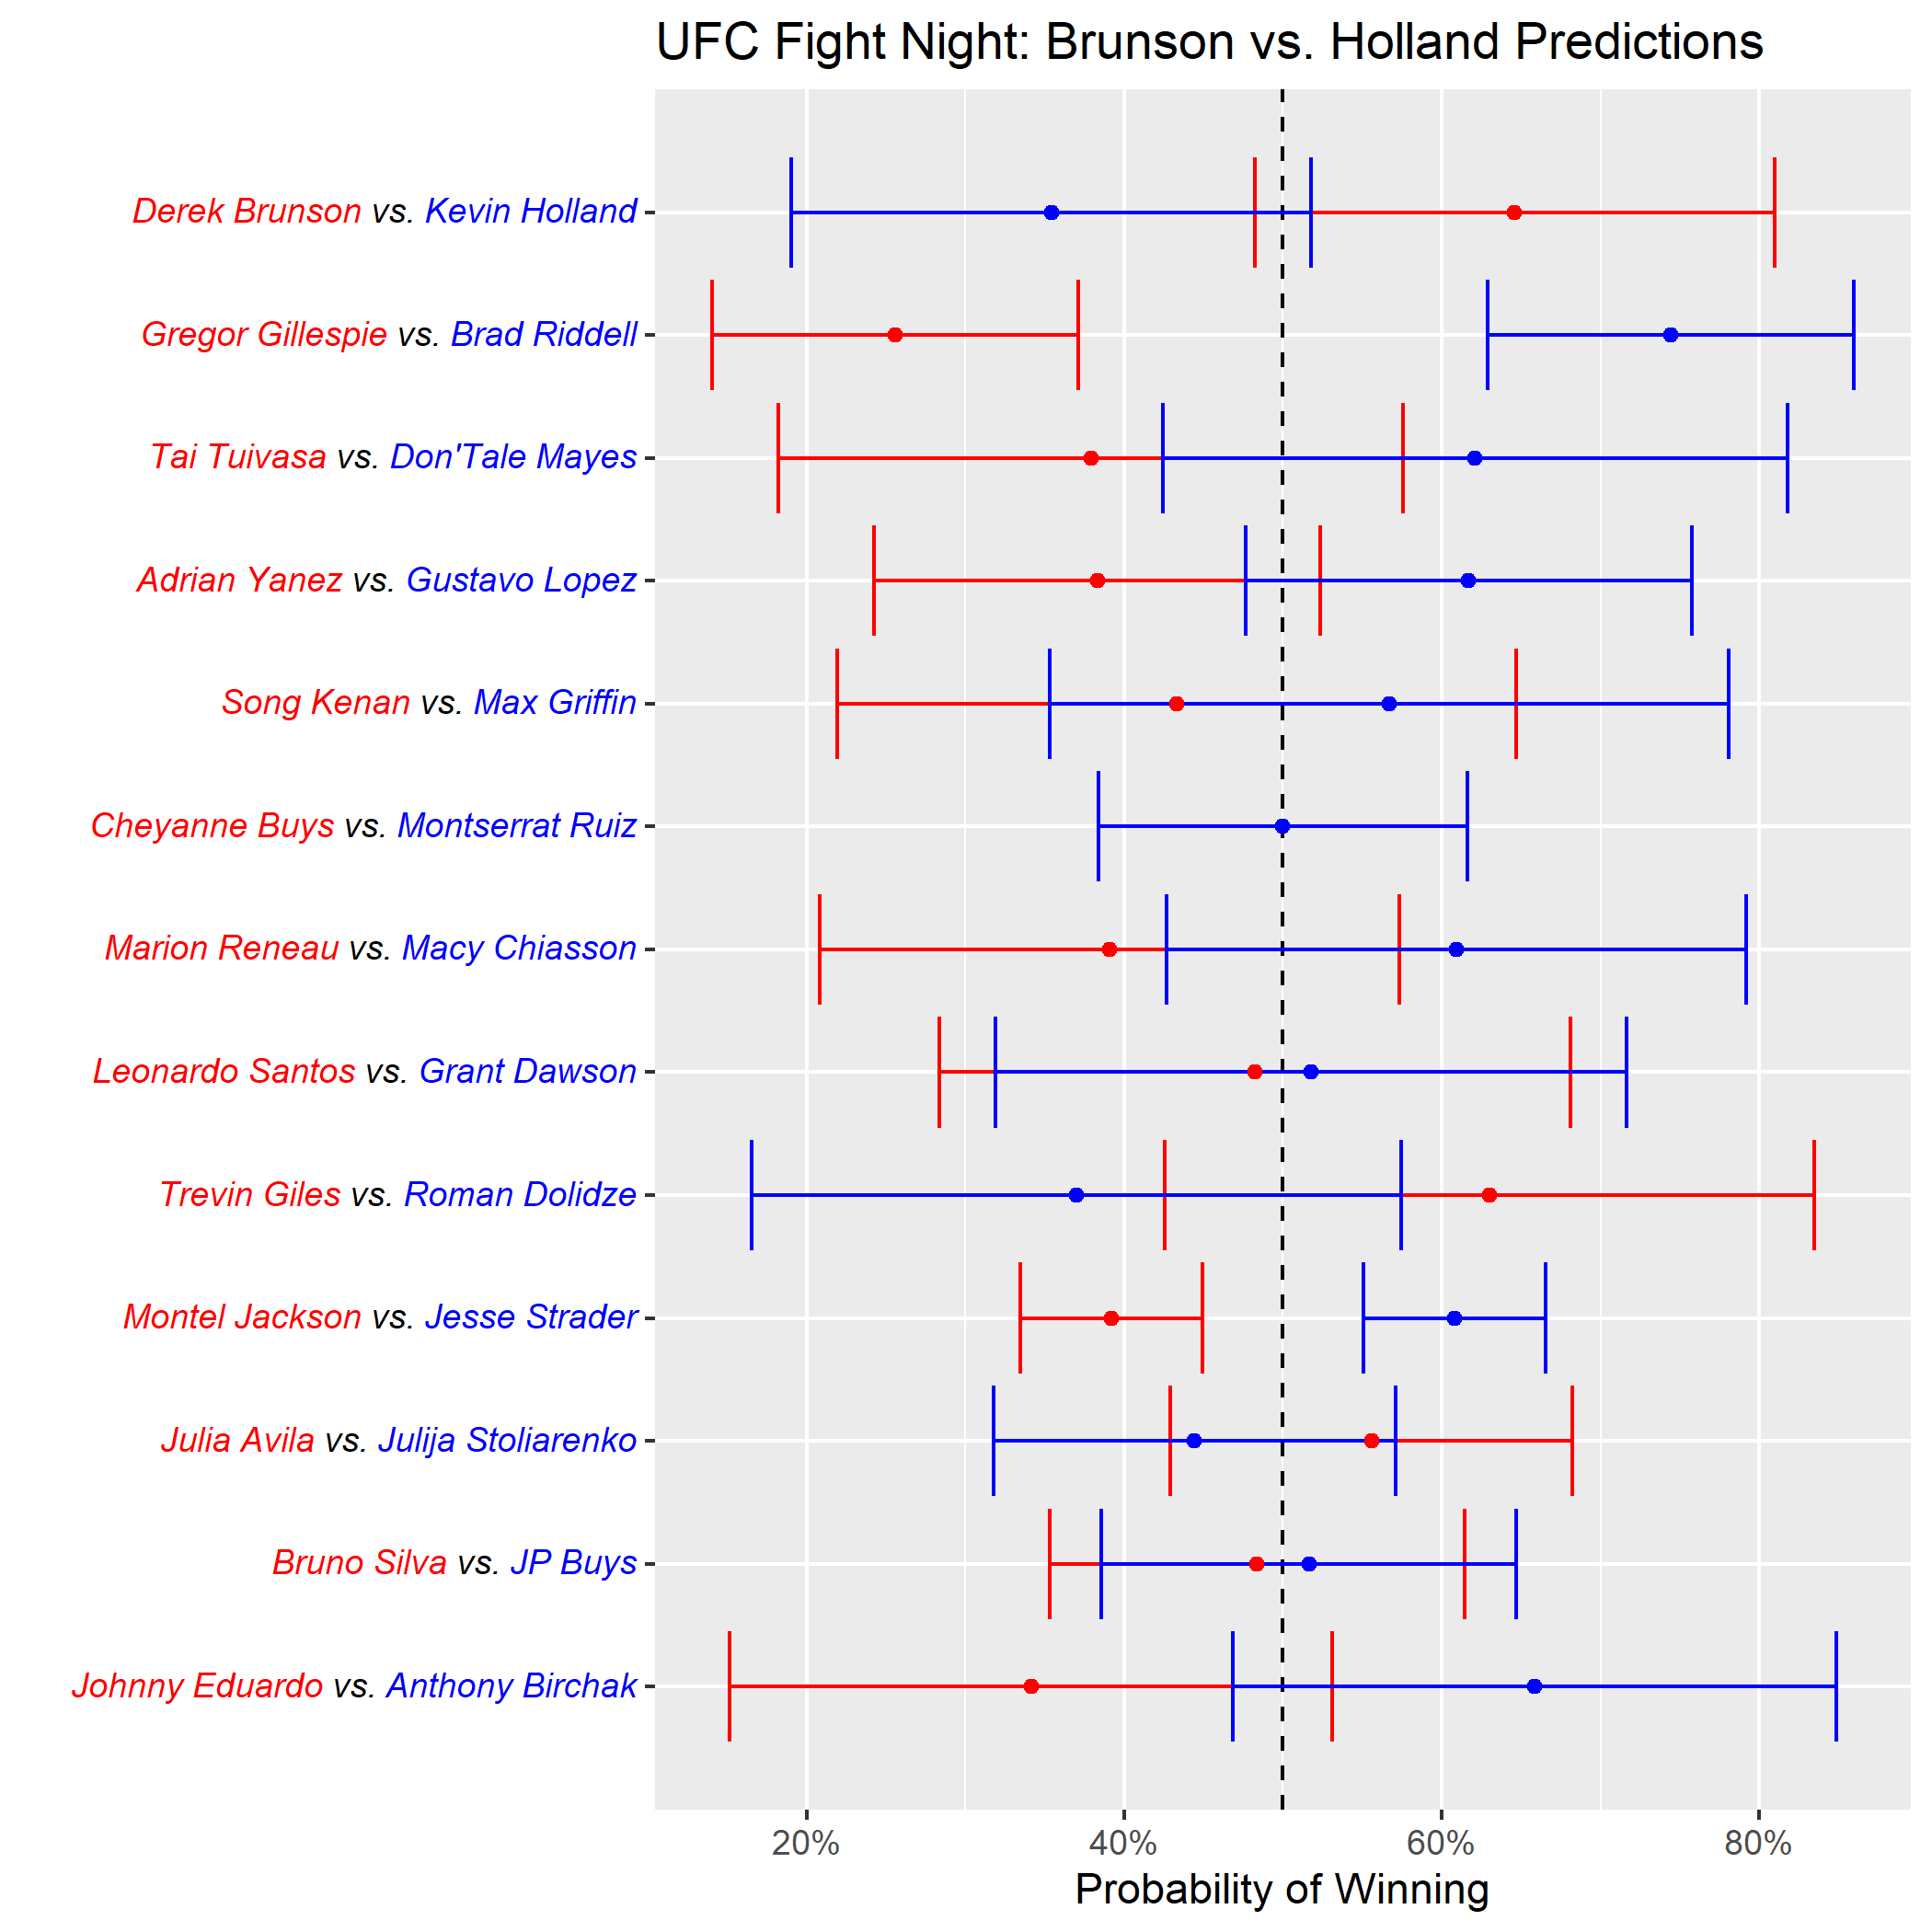 UFC Fight Night: Brunson vs. Holland Predictions
Derek Brunson vs. Kevin Holland
Gregor Gillespie vs. Brad Riddell
Tai Tuivasa vs. Don'Tale Mayes
Adrian Yanez vs. Gustavo Lopez
Song Kenan vs. Max Griffin
Cheyanne Buys vs. Montserrat Ruiz
Marion Reneau vs. Macy Chiasson
Leonardo Santos vs. Grant Dawson
Trevin Giles vs. Roman Dolidze
Montel Jackson vs. Jesse Strader
Julia Avila vs. Julija Stoliarenko
Bruno Silva vs. JP Buys
Johnny Eduardo vs. Anthony Birchak
20% 40% 60% 80%
Probability of Winning